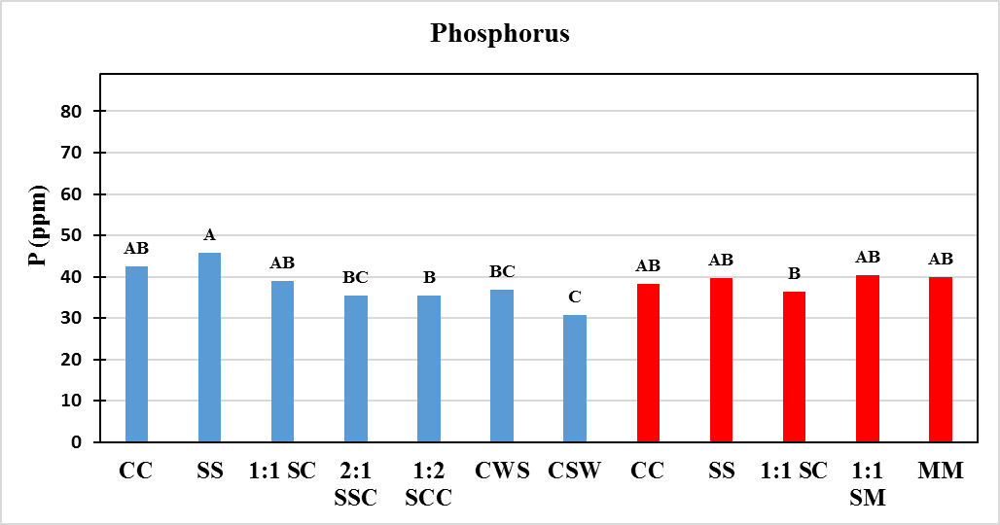 Phosphorus
P (ppm)
80
70
60
50
40
30
20
10
0
AB
A
AB
BC
B
BC
C
AB
AB
B
AB
AB
CC
SS
1:1 SC
2:1
SSC
1:2
SCC
CWS
CSW
CC
SS
1:1 SC
1:1
SM
MM